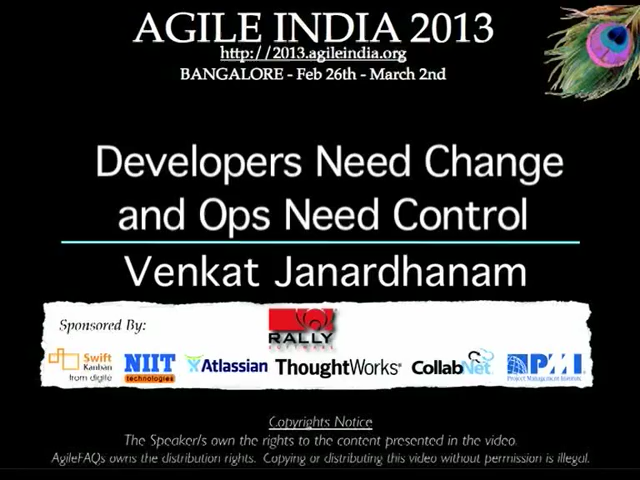 AGILE INDIA 2013
http://2013.agileindia.org
BANGALORE - Feb 26th - March 2nd
Developers Need Change
and Ops Need Control
Venkat Janardhanam
Sponsored By:
RALLY
SOFTWARE
Swift
Kanban
from digite
NIIT
technologies
Atlassian
ThoughtWorks®
CollabNet
PMI
Project Management Institute
Copyrights Notice
The Speaker/s own the rights to the content presented in the video.
AgileFAQs owns the distribution rights. Copying or distributing this video without permission is illegal.